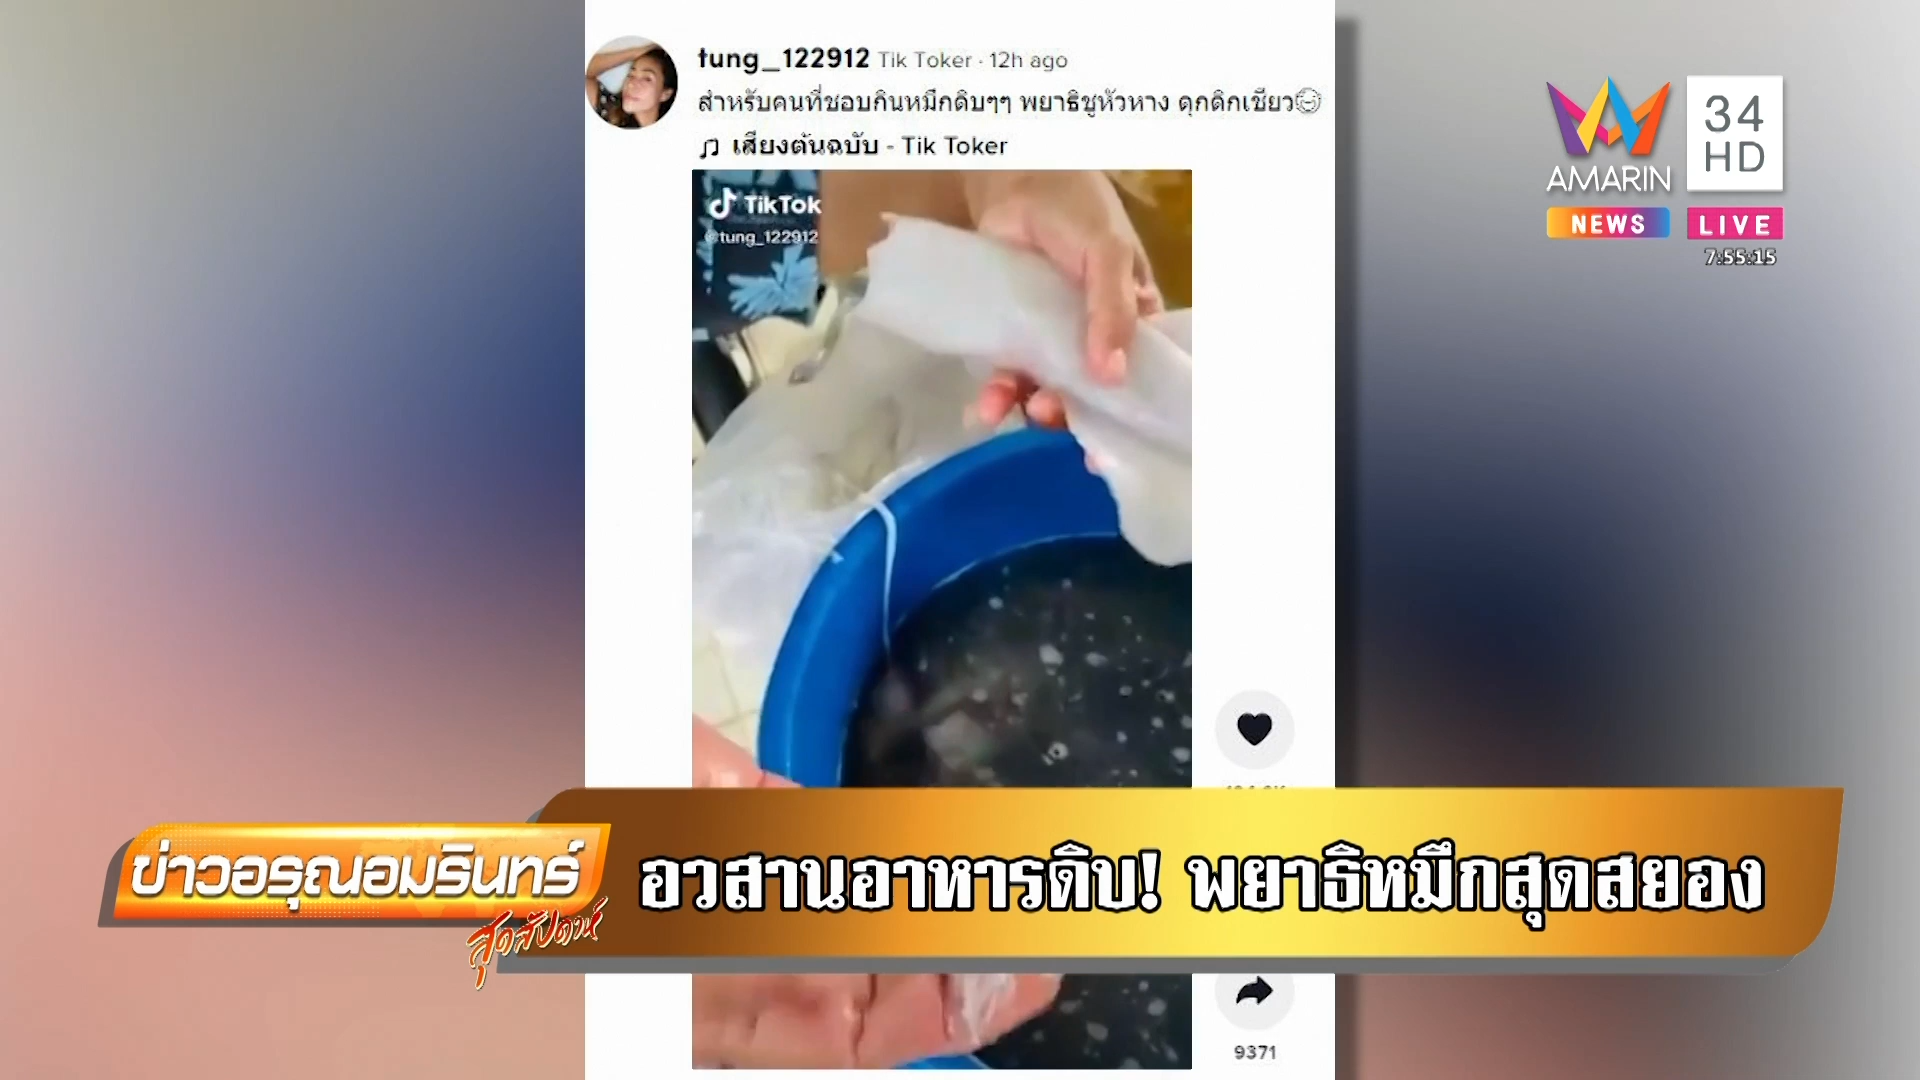 tung_122912 Tik Toker · 12h ago
สำหรับคนที่ชอบกินหมึกดิบๆๆ พยาธิชูหัวหาง ดุกดิกเชียว
เสียงต้นฉบับ - Tik Toker
TikTok
@tung_122912
AMARIN
34
HD
NEWS
LIVE
7:55:15
ข่าวอรุณอมรินทร์
สุดสัปดาห์
อวสานอาหารดิบ! พยาธิหมึกสุดสยอง
9371